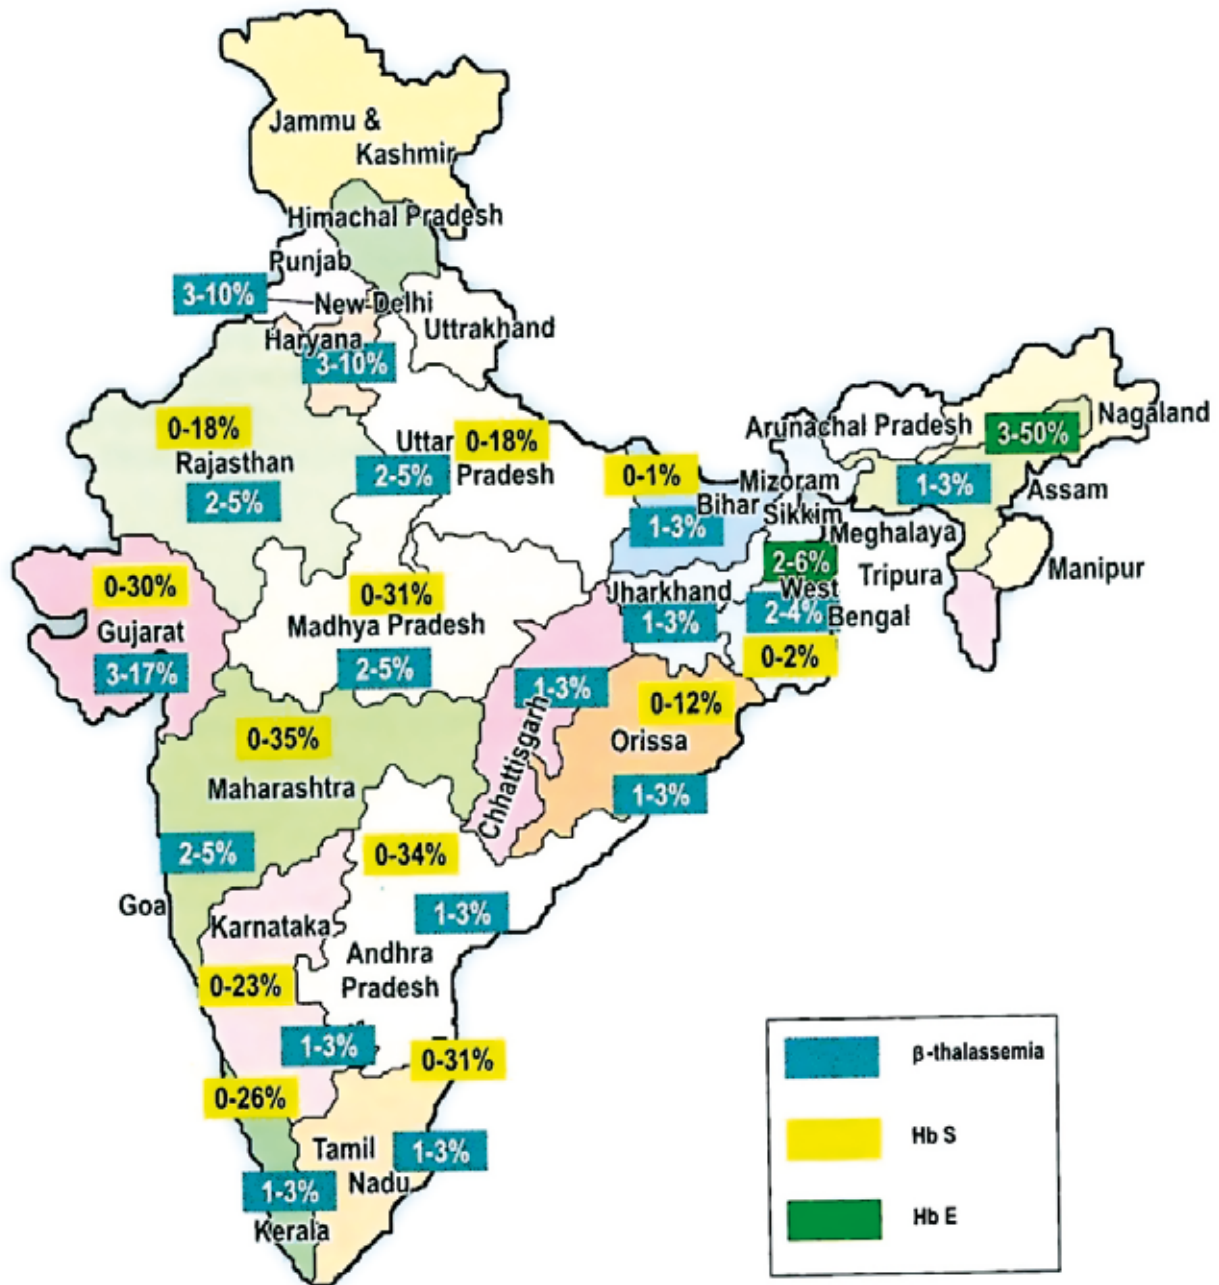 Jammu &
Kashmir
Himachal Pradesh
Punjab
3-10%
New Delhi
Uttrakhand
Haryana
3-10%
0-18%
Rajasthan
2-5%
Uttar
Pradesh
0-18%
2-5%
0-1%
Bihar
1-3%
Mizoram
Sikkim
Arunachal Pradesh
3-50%
Nagaland
1-3%
Assam
Meghalaya
Tripura
Manipur
0-30%
Gujarat
3-17%
0-31%
Madhya Pradesh
2-5%
Jharkhand
1-3%
2-6%
West
Bengal
2-4%
0-2%
1-3%
Chhattisgarh
0-12%
Orissa
1-3%
0-35%
Maharashtra
2-5%
Goa
0-34%
1-3%
Andhra
Pradesh
Karnataka
0-23%
1-3%
0-31%
0-26%
Tamil
Nadu
1-3%
1-3%
Kerala
β-thalassemia
Hb S
Hb E